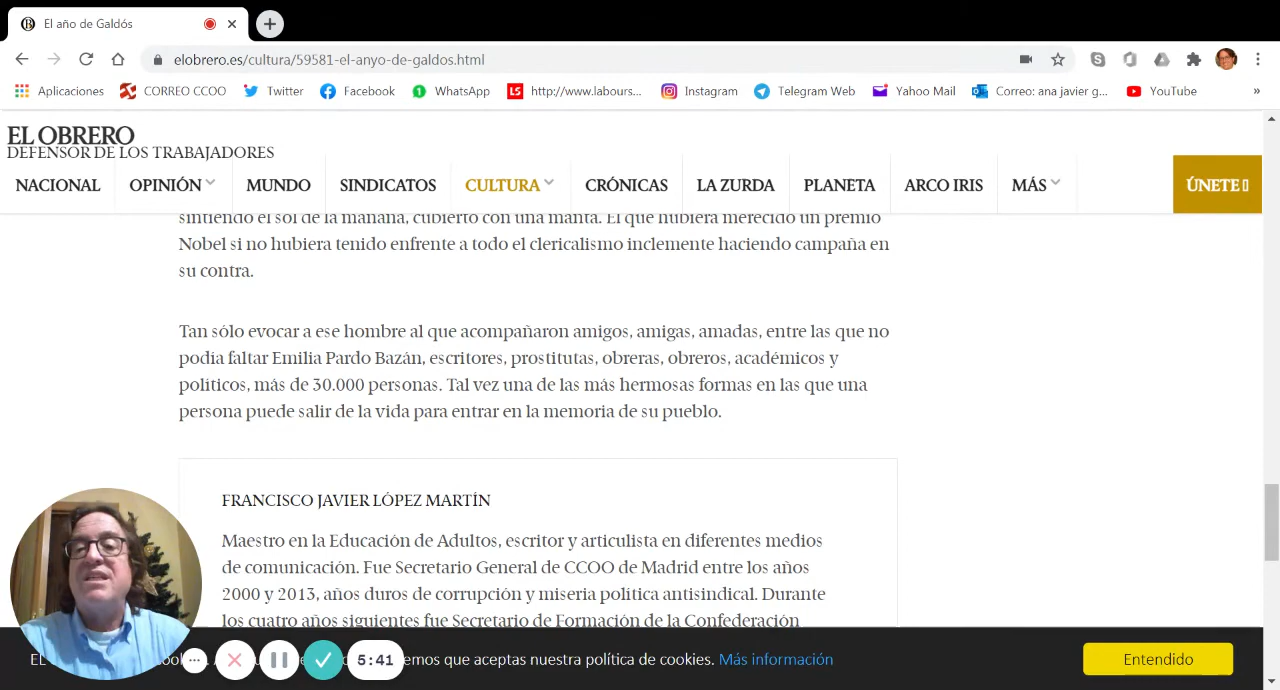 El año de Galdós
elobrero.es/cultura/59581-el-anyo-de-galdos.html
Aplicaciones CORREO CCOO Twitter Facebook WhatsApp http://www.labours... Instagram Telegram Web Yahoo Mail Correo: ana javier g... YouTube »
EL OBRERO
DEFENSOR DE LOS TRABAJADORES
NACIONAL OPINIÓN MUNDO SINDICATOS CULTURA CRÓNICAS LA ZURDA PLANETA ARCO IRIS MÁS ÚNETE
sintiendo el sol de la mañana, cubierto con una manta. El que hubiera merecido un premio
Nobel si no hubiera tenido enfrente a todo el clericalismo inclemente haciendo campaña en
su contra.
Tan sólo evocar a ese hombre al que acompañaron amigos, amigas, amadas, entre las que no
podía faltar Emilia Pardo Bazán, escritores, prostitutas, obreras, obreros, académicos y
políticos, más de 30.000 personas. Tal vez una de las más hermosas formas en las que una
persona puede salir de la vida para entrar en la memoria de su pueblo.
FRANCISCO JAVIER LÓPEZ MARTÍN
Maestro en la Educación de Adultos, escritor y articulista en diferentes medios
de comunicación. Fue Secretario General de CCOO de Madrid entre los años
2000 y 2013, años duros de corrupción y miseria política antisindical. Durante
los cuatro años siguientes fue Secretario de Formación de la Confederación
5:41
emos que aceptas nuestra política de cookies. Más información
Entendido